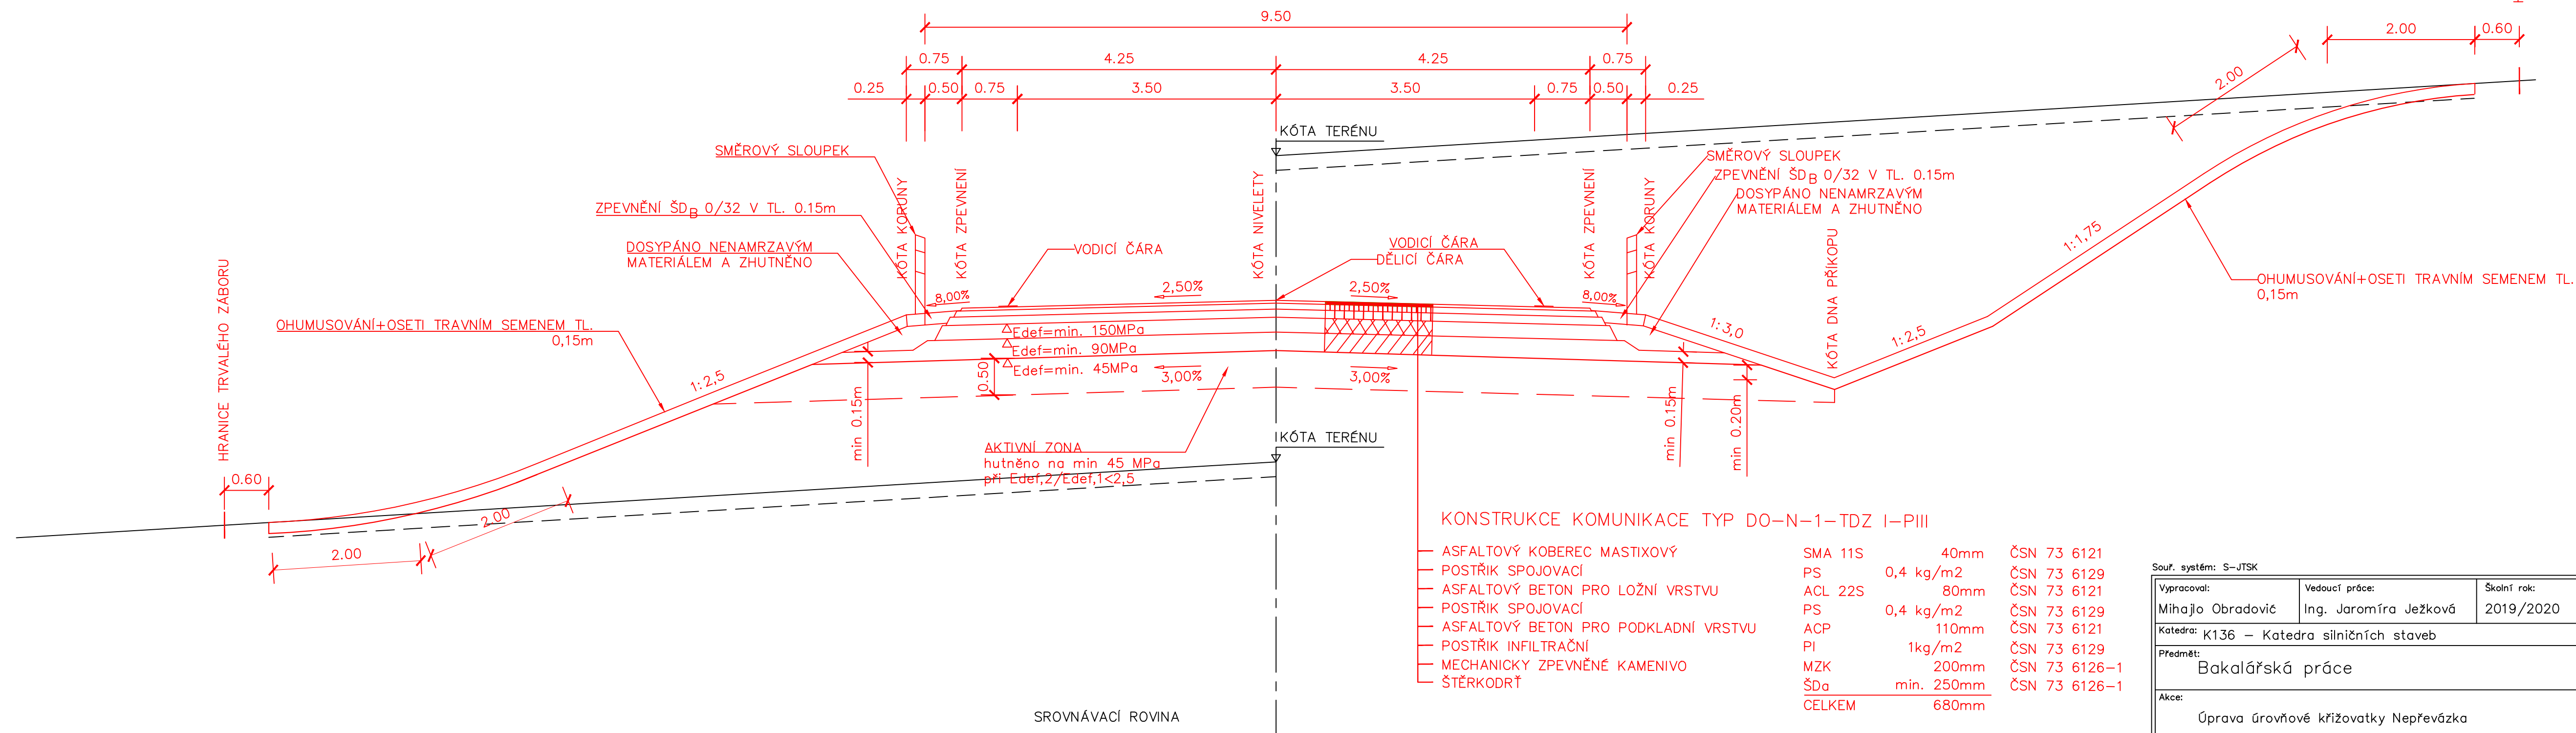 9.50
2.00 0.60
0.75 4.25 4.25 0.75
0.25 0.50 0.75 3.50 3.50 0.75 0.50 0.25
2.00
KÓTA TERÉNU
SMĚROVÝ SLOUPEK
SMĚROVÝ SLOUPEK
ZPEVNĚNÍ ŠDB 0/32 V TL. 0.15m
DOSYPÁNO NENAMRZAVÝM
MATERIÁLEM A ZHUTNĚNO
ZPEVNĚNÍ ŠDB 0/32 V TL. 0.15m
DOSYPÁNO NENAMRZAVÝM
MATERIÁLEM A ZHUTNĚNO
KÓTA KORUNY
KÓTA ZPEVNENÍ
KÓTA NIVELETY
KÓTA ZPEVNENÍ
KÓTA KORUNY
KÓTA DNA PŘÍKOPU
HRANICE TRVALÉHO ZÁBORU
VODICÍ ČÁRA
VODICÍ ČÁRA
DĚLICÍ ČÁRA
1:1,75
OHUMUSOVÁNÍ+OSETI TRAVNÍM SEMENEM TL.
0,15m
8,00%
2,50%
2,50%
8,00%
OHUMUSOVÁNÍ+OSETI TRAVNÍM SEMENEM TL.
0,15m
Edef=min. 150MPa
Edef=min. 90MPa
Edef=min. 45MPa
1:3,0
1:2,5
1:2,5
0.50
3,00%
3,00%
min 0.15m
min 0.15m
min 0.20m
AKTIVNÍ ZONA
hutněno na min 45 MPa
při Edef,2/Edef,1<2,5
KÓTA TERÉNU
0.60
2.00
2.00
KONSTRUKCE KOMUNIKACE TYP DO-N-1-TDZ I-PIII
ASFALTOVÝ KOBEREC MASTIXOVÝ SMA 11S 40mm ČSN 73 6121
POSTŘIK SPOJOVACÍ PS 0,4 kg/m2 ČSN 73 6129
ASFALTOVÝ BETON PRO LOŽNÍ VRSTVU ACL 22S 80mm ČSN 73 6121
POSTŘIK SPOJOVACÍ PS 0,4 kg/m2 ČSN 73 6129
ASFALTOVÝ BETON PRO PODKLADNÍ VRSTVU ACP 110mm ČSN 73 6121
POSTŘIK INFILTRAČNÍ PI 1kg/m2 ČSN 73 6129
MECHANICKY ZPEVNĚNÉ KAMENIVO MZK 200mm ČSN 73 6126-1
ŠTĚRKODRŤ ŠDa min. 250mm ČSN 73 6126-1
CELKEM 680mm
SROVNÁVACÍ ROVINA
Souř. systém: S-JTSK
Vypracoval: Vedoucí práce: Školní rok:
Mihajlo Obradović Ing. Jaromíra Ježková 2019/2020
Katedra: K136 - Katedra silničních staveb
Předmět:
Bakalářská práce
Akce:
Úprava úrovňové křižovatky Nepřevázka